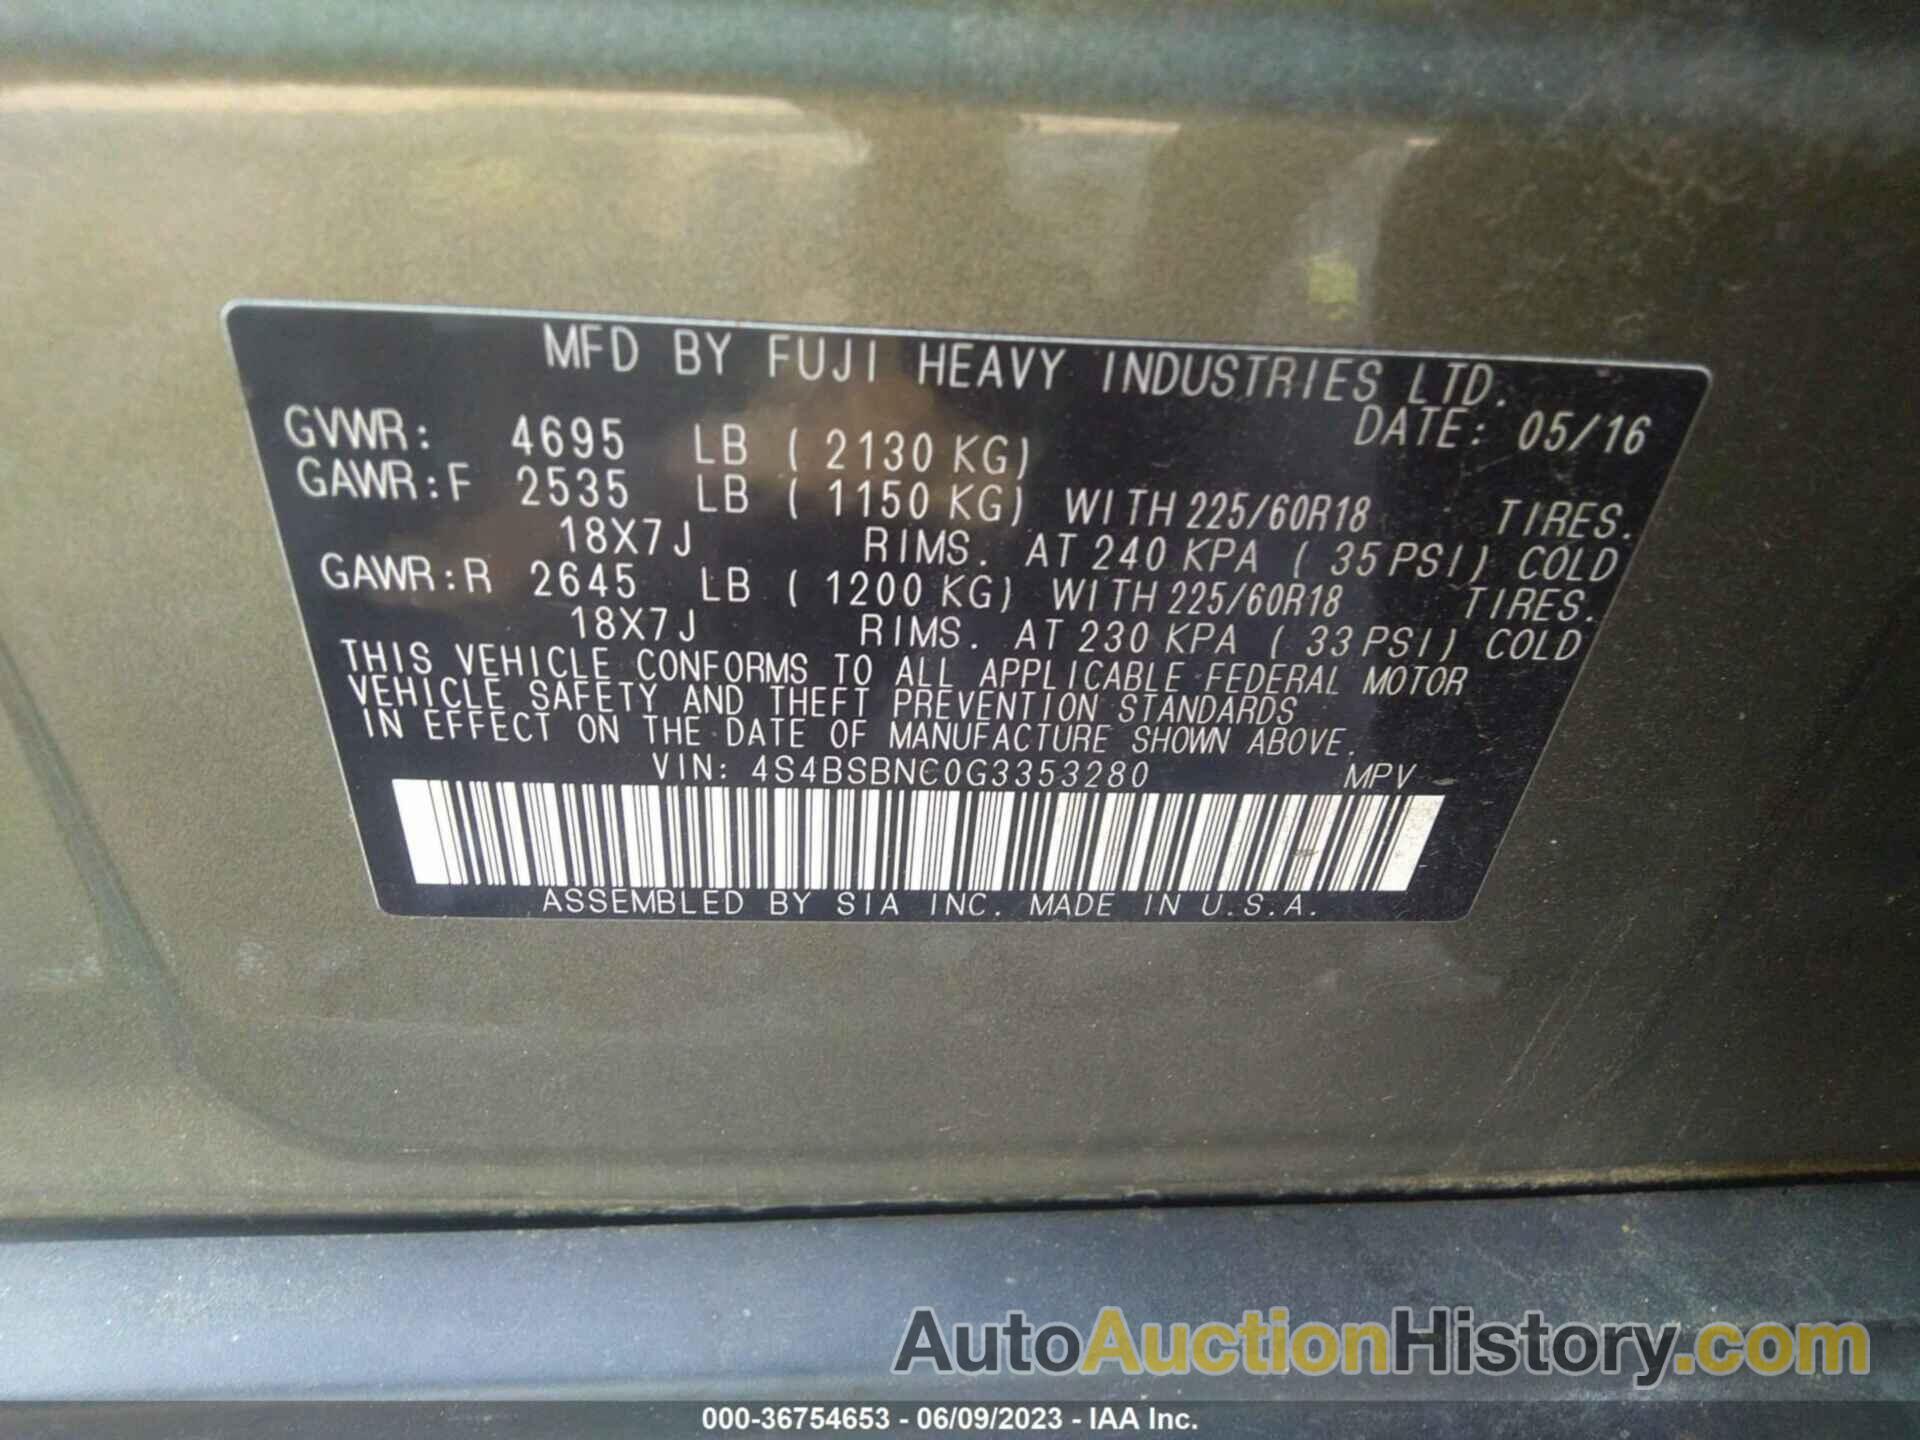 MFD BY FUJI HEAVY INDUSTRIES LTD.
DATE: 05/16
GVWR: 4695 LB ( 2130 KG)
GAWR:F 2535 LB ( 1150 KG) WITH 225/60R18 TIRES.
18X7J RIMS. AT 240 KPA ( 35PSI) COLD
GAWR:R 2645 LB ( 1200 KG) WITH 225/60R18 TIRES.
18X7J RIMS. AT 230 KPA ( 33PSI) COLD
THIS VEHICLE CONFORMS TO ALL APPLICABLE FEDERAL MOTOR
VEHICLE SAFETY AND THEFT PREVENTION STANDARDS
IN EFFECT ON THE DATE OF MANUFACTURE SHOWN ABOVE.
VIN: 4S4BSBNC0G3353280 MPV
ASSEMBLED BY SIA INC. MADE IN U.S.A.
AutoAuctionHistory.com
000-36754653 - 06/09/2023 - IAA Inc.